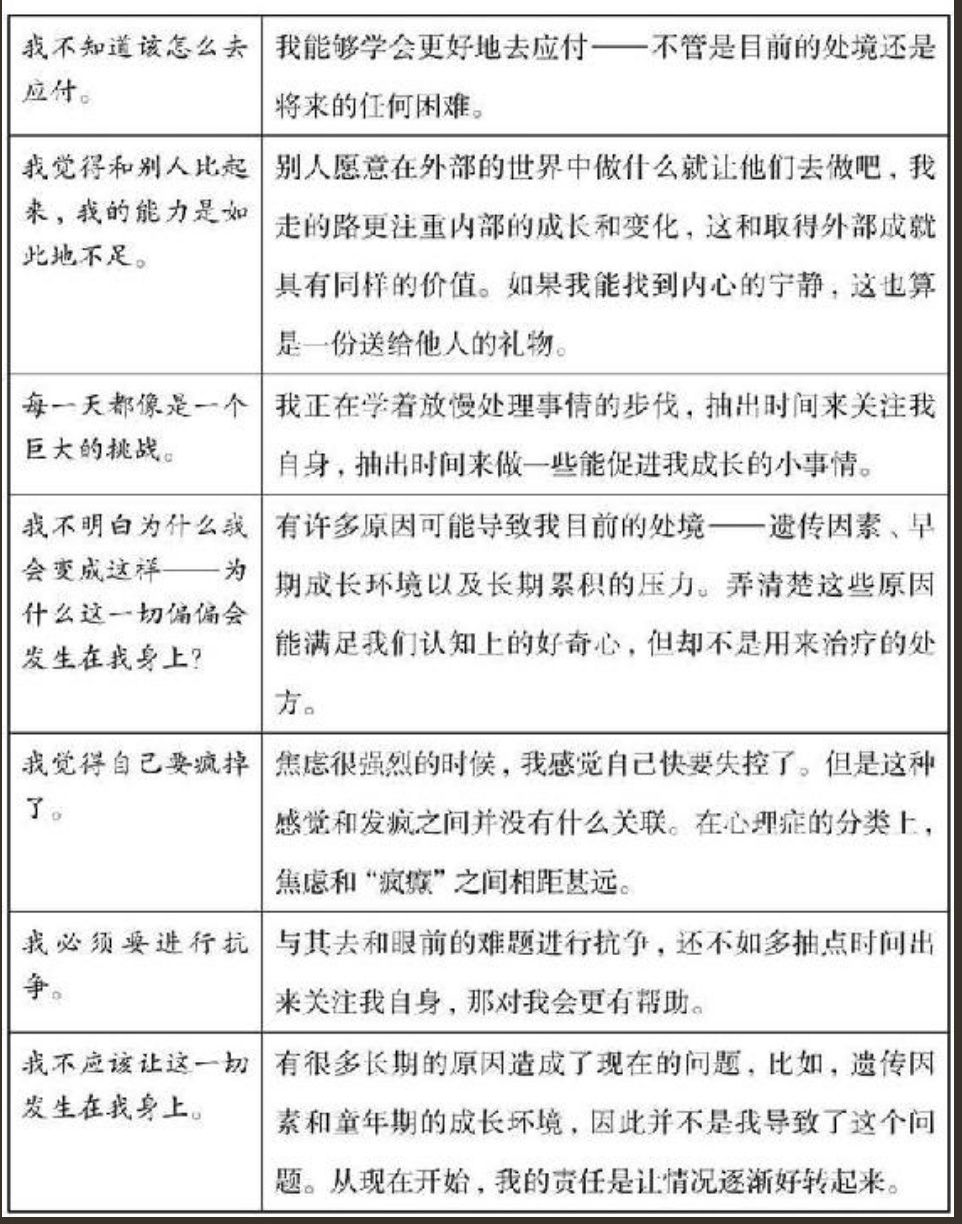 我不知道该怎么去
应付。
我能够学会更好地去应付——不管是目前的处境还是
将来的任何困难。
我觉得和别人比起
来，我的能力是如
此地不足。
别人愿意在外部的世界中做什么就让他们去做吧，我
走的路更注重内部的成长和变化，这和取得外部成就
具有同样的价值。如果我能找到内心的宁静，这也算
是一份送给他人的礼物。
每一天都像是一个
巨大的挑战。
我正在学着放慢处理事情的步伐，抽出时间来关注我
自身，抽出时间来做一些能促进我成长的小事情。
我不明白为什么我
会变成这样——为
什么这一切偏偏会
发生在我身上？
有许多原因可能导致我目前的处境——遗传因素、早
期成长环境以及长期累积的压力。弄清楚这些原因
能满足我们认知上的好奇心，但却不是用来治疗的处
方。
我觉得自己要疯掉
了。
焦虑很强烈的时候，我感觉自己快要失控了。但是这种
感觉和发疯之间并没有什么关联。在心理症的分类上，
焦虑和“疯癫”之间相距甚远。
我必须要进行抗
争。
与其去和眼前的难题进行抗争，还不如多抽点时间出
来关注我自身，那对我会更有帮助。
我不应该让这一切
发生在我身上。
有很多长期的原因造成了现在的问题，比如，遗传因
素和童年期的成长环境，因此并不是我导致了这个问
题。从现在开始，我的责任是让情况逐渐好转起来。